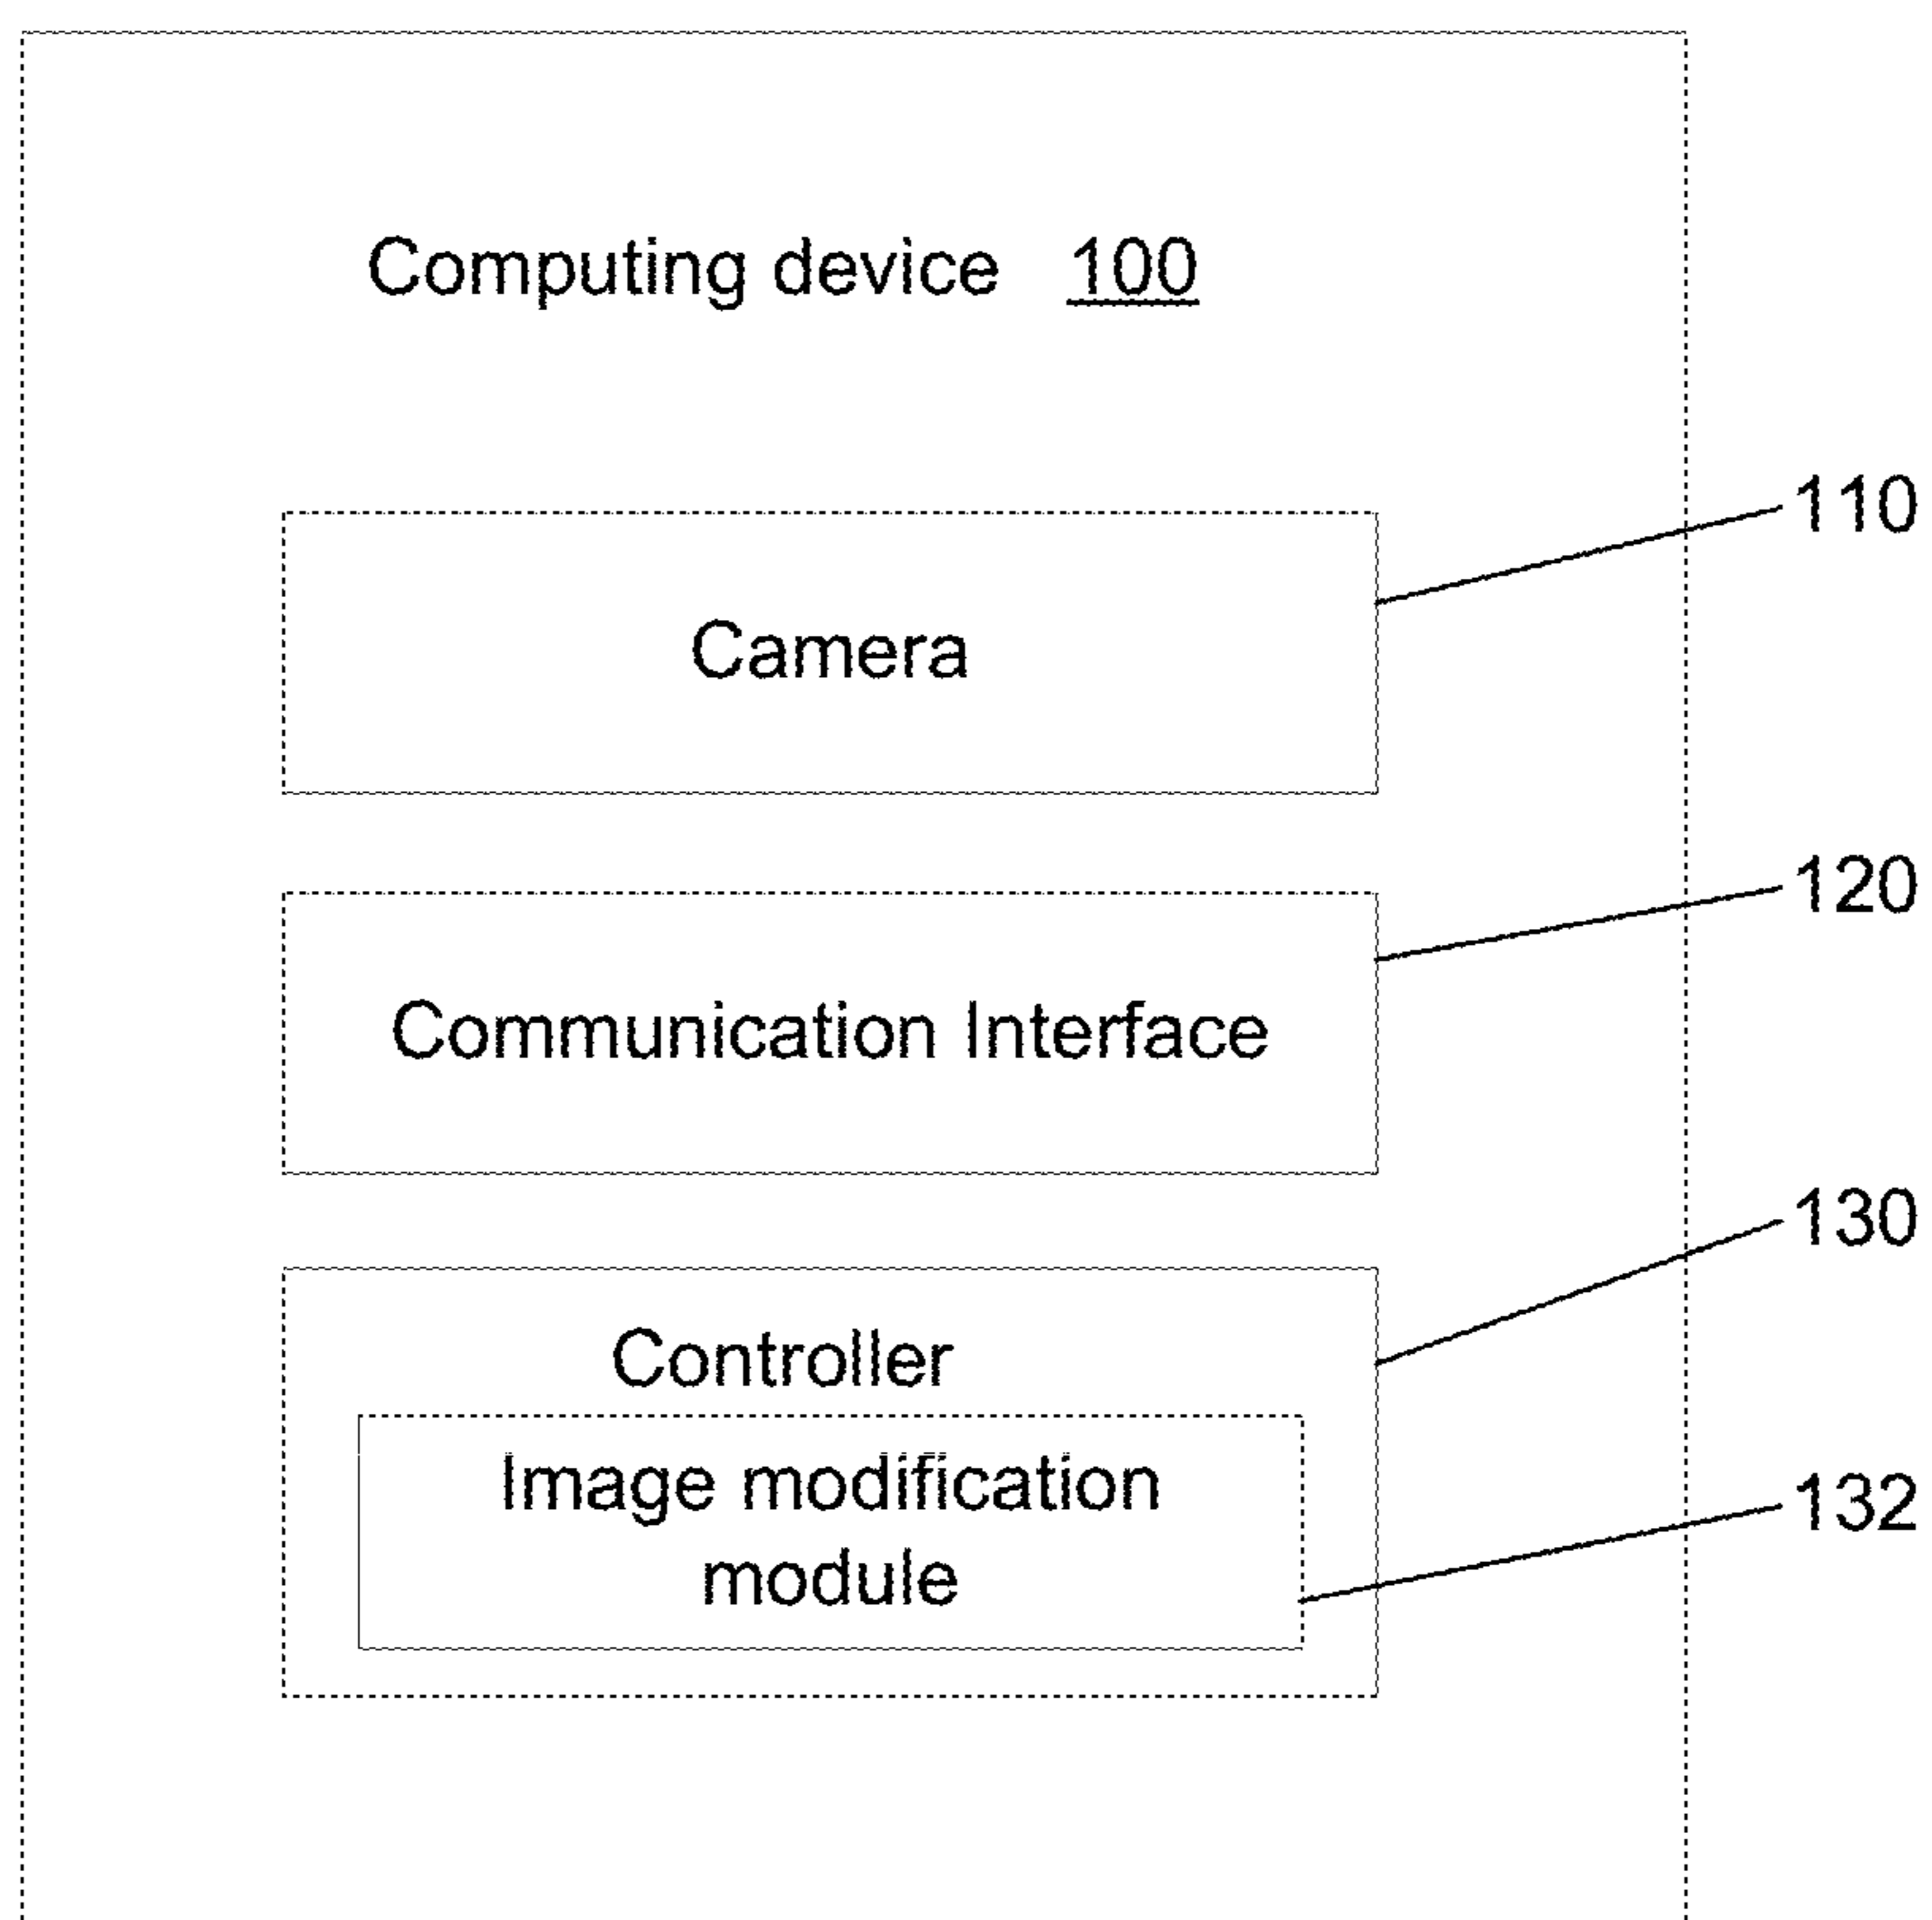 Computing device 100
110
Camera
120
Communication Interface
130
Controller
Image modification
module
132